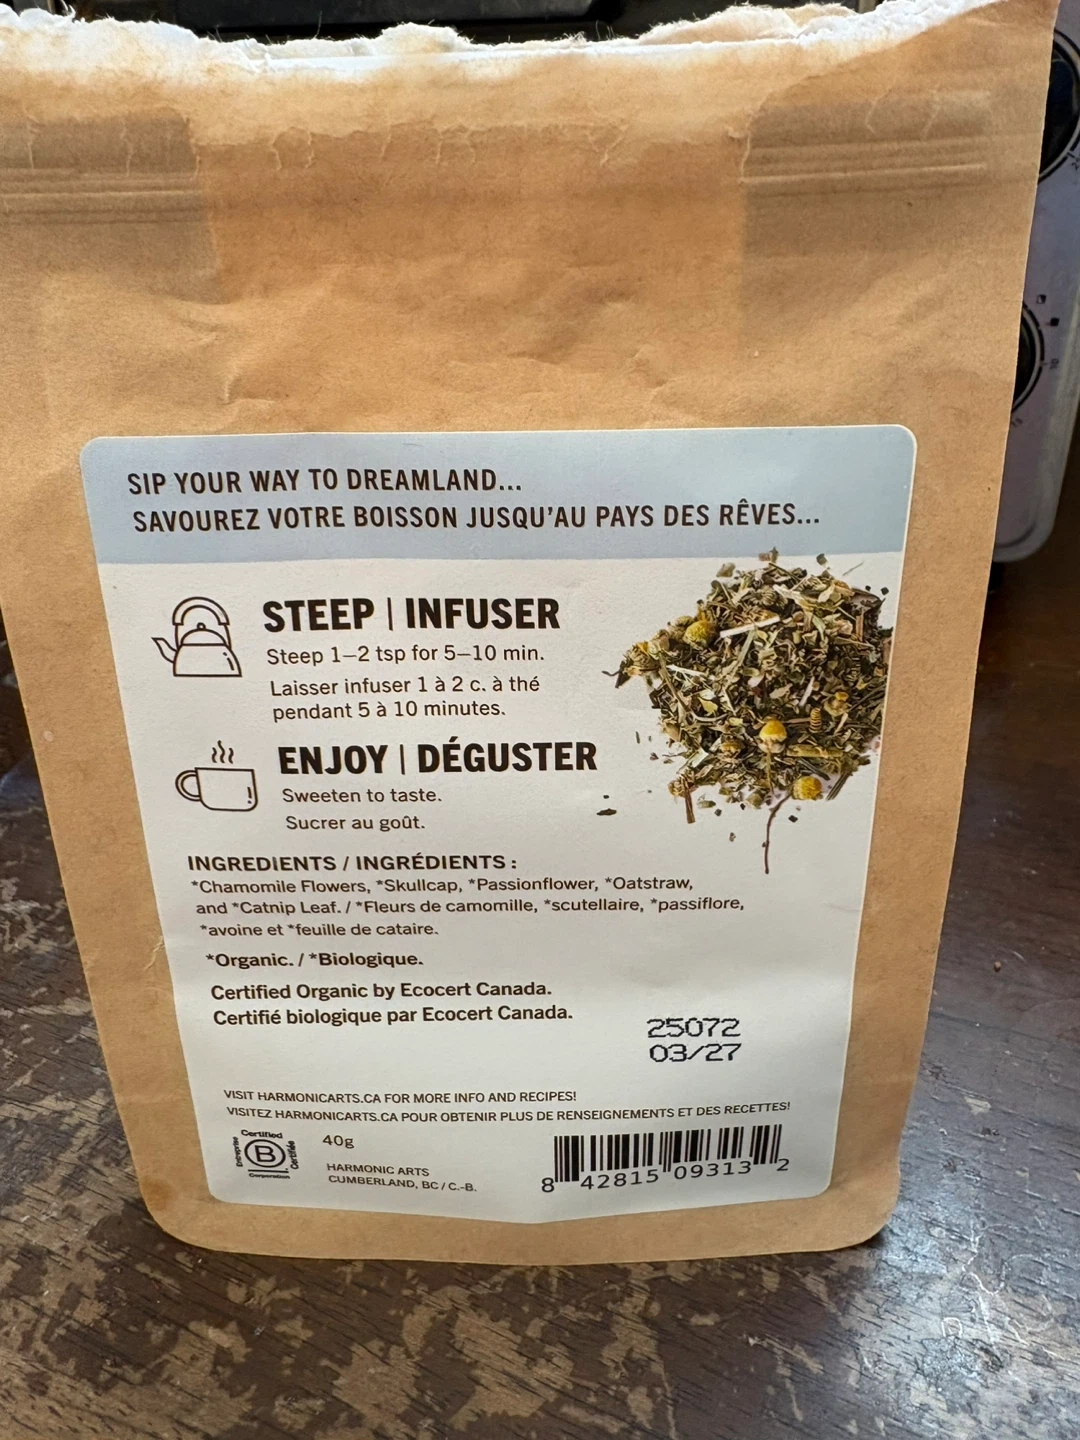 SIP YOUR WAY TO DREAMLAND...
SAVOUREZ VOTRE BOISSON JUSQU'AU PAYS DES RÊVES...
STEEP | INFUSER
Steep 1–2 tsp for 5–10 min.
Laisser infuser 1 à 2 c. à thé
pendant 5 à 10 minutes.
ENJOY | DÉGUSTER
Sweeten to taste.
Sucrer au goût.
INGREDIENTS / INGRÉDIENTS :
*Chamomile Flowers, *Skullcap, *Passionflower, *Oatstraw,
and *Catnip Leaf. / *Fleurs de camomille, *scutellaire, *passiflore,
*avoine et *feuille de cataire.
*Organic. / *Biologique.
Certified Organic by Ecocert Canada.
Certifié biologique par Ecocert Canada.
25072
03/27
VISIT HARMONICARTS.CA FOR MORE INFO AND RECIPES!
VISITEZ HARMONICARTS.CA POUR OBTENIR PLUS DE RENSEIGNEMENTS ET DES RECETTES!
Certified
Entreprise
B
Certifiée
Corporation
40g
HARMONIC ARTS
CUMBERLAND, BC / C.-B.
8 42815 09313 2